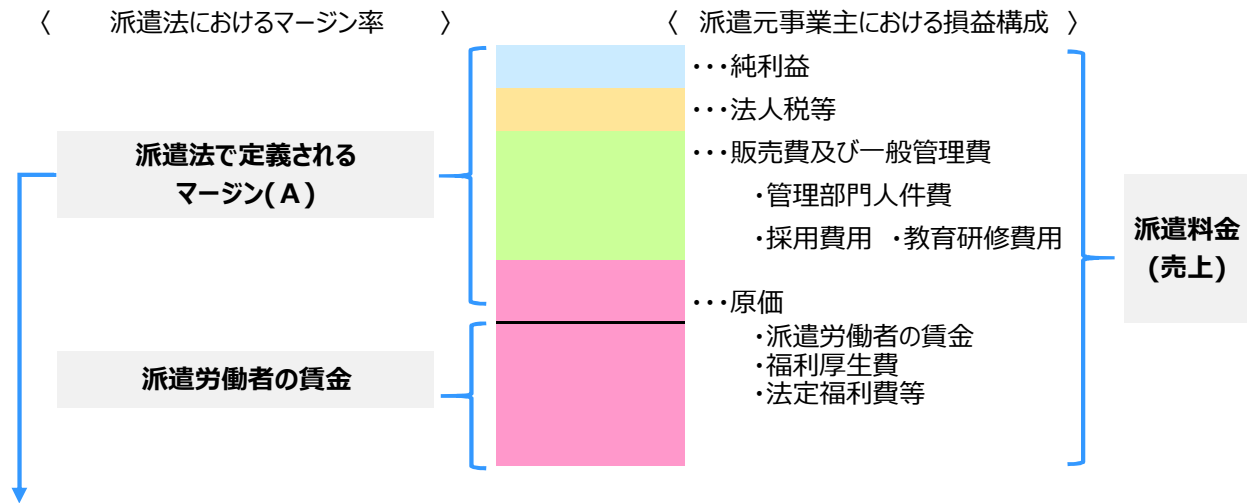 〈　派遣法におけるマージン率　〉
〈　派遣元事業主における損益構成　〉
･･･純利益
･･･法人税等
･･･販売費及び一般管理費
･管理部門人件費
･採用費用　･教育研修費用
･･･原価
･派遣労働者の賃金
･福利厚生費
･法定福利費等
派遣法で定義される
マージン(Ａ)
派遣労働者の賃金
派遣料金
(売上)